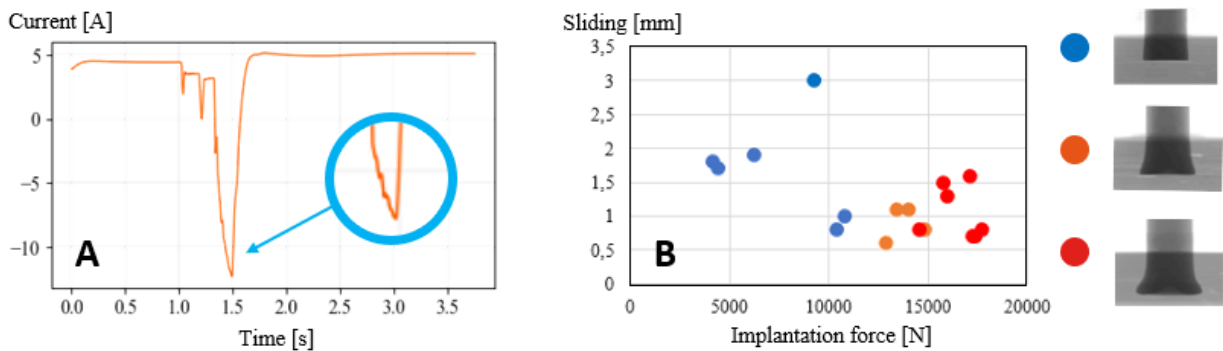 Current [A]
5
0
−5
−10
0.0 0.5 1.0 1.5 2.0 2.5 3.0 3.5
Time [s]
A
Sliding [mm]
3,5
3
2,5
2
1,5
1
0,5
0
0 5000 10000 15000 20000
Implantation force [N]
B